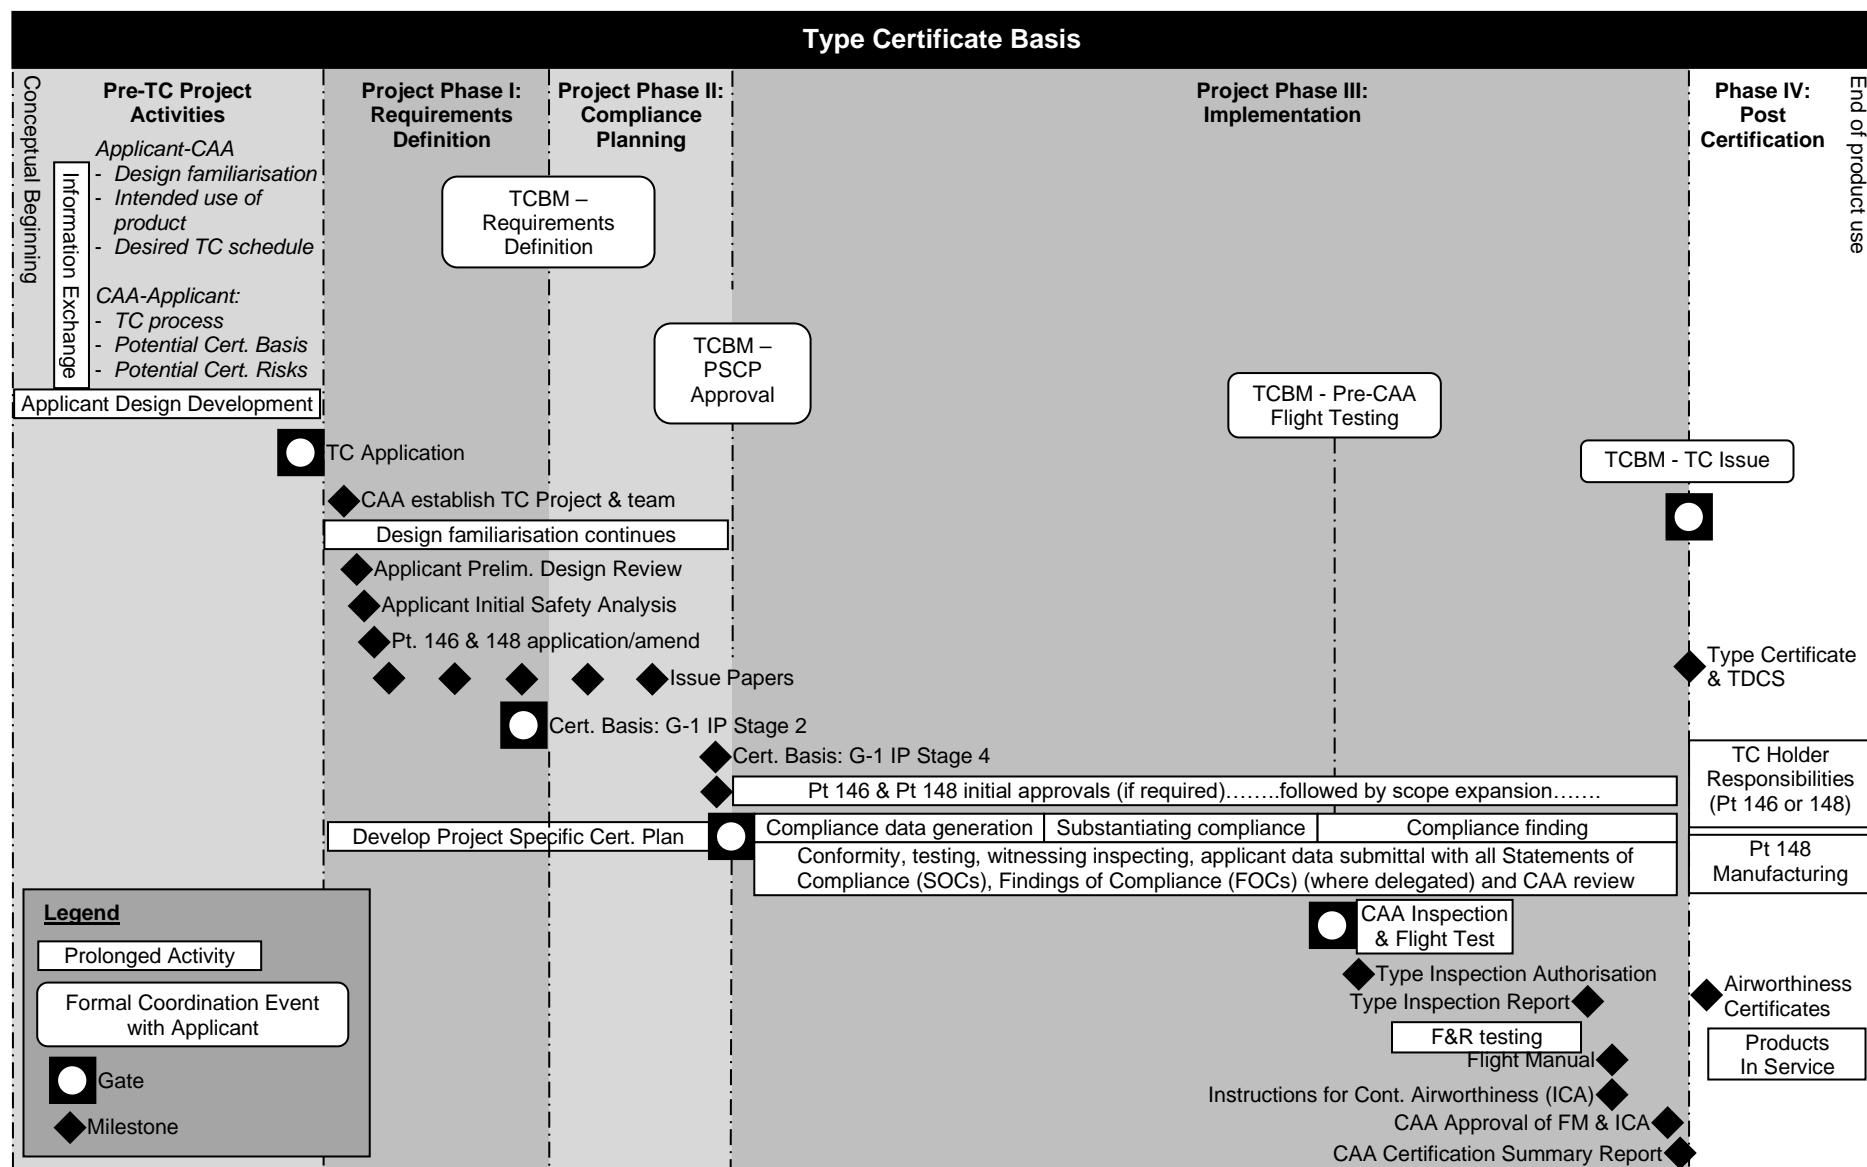 Type Certificate Basis
Conceptual Beginning
Pre-TC Project
Activities
Project Phase I:
Requirements
Definition
Project Phase II:
Compliance
Planning
Project Phase III:
Implementation
Phase IV:
Post
Certification
End of product use
Information Exchange
Applicant-CAA
- Design familiarisation
- Intended use of
product
- Desired TC schedule
CAA-Applicant:
- TC process
- Potential Cert. Basis
- Potential Cert. Risks
Applicant Design Development
TCBM –
Requirements
Definition
TCBM –
PSCP
Approval
TCBM - Pre-CAA
Flight Testing
TCBM - TC Issue
TC Application
CAA establish TC Project & team
Design familiarisation continues
Applicant Prelim. Design Review
Applicant Initial Safety Analysis
Pt. 146 & 148 application/amend
Issue Papers
Type Certificate
& TDCS
Cert. Basis: G-1 IP Stage 2
Cert. Basis: G-1 IP Stage 4
Pt 146 & Pt 148 initial approvals (if required)........followed by scope expansion.......
TC Holder
Responsibilities
(Pt 146 or 148)
Develop Project Specific Cert. Plan
Compliance data generation
Substantiating compliance
Compliance finding
Conformity, testing, witnessing inspecting, applicant data submittal with all Statements of
Compliance (SOCs), Findings of Compliance (FOCs) (where delegated) and CAA review
Pt 148
Manufacturing
CAA Inspection
& Flight Test
Type Inspection Authorisation
Type Inspection Report
F&R testing
Flight Manual
Instructions for Cont. Airworthiness (ICA)
CAA Approval of FM & ICA
CAA Certification Summary Report
Airworthiness
Certificates
Products
In Service
Legend
Prolonged Activity
Formal Coordination Event
with Applicant
Gate
Milestone